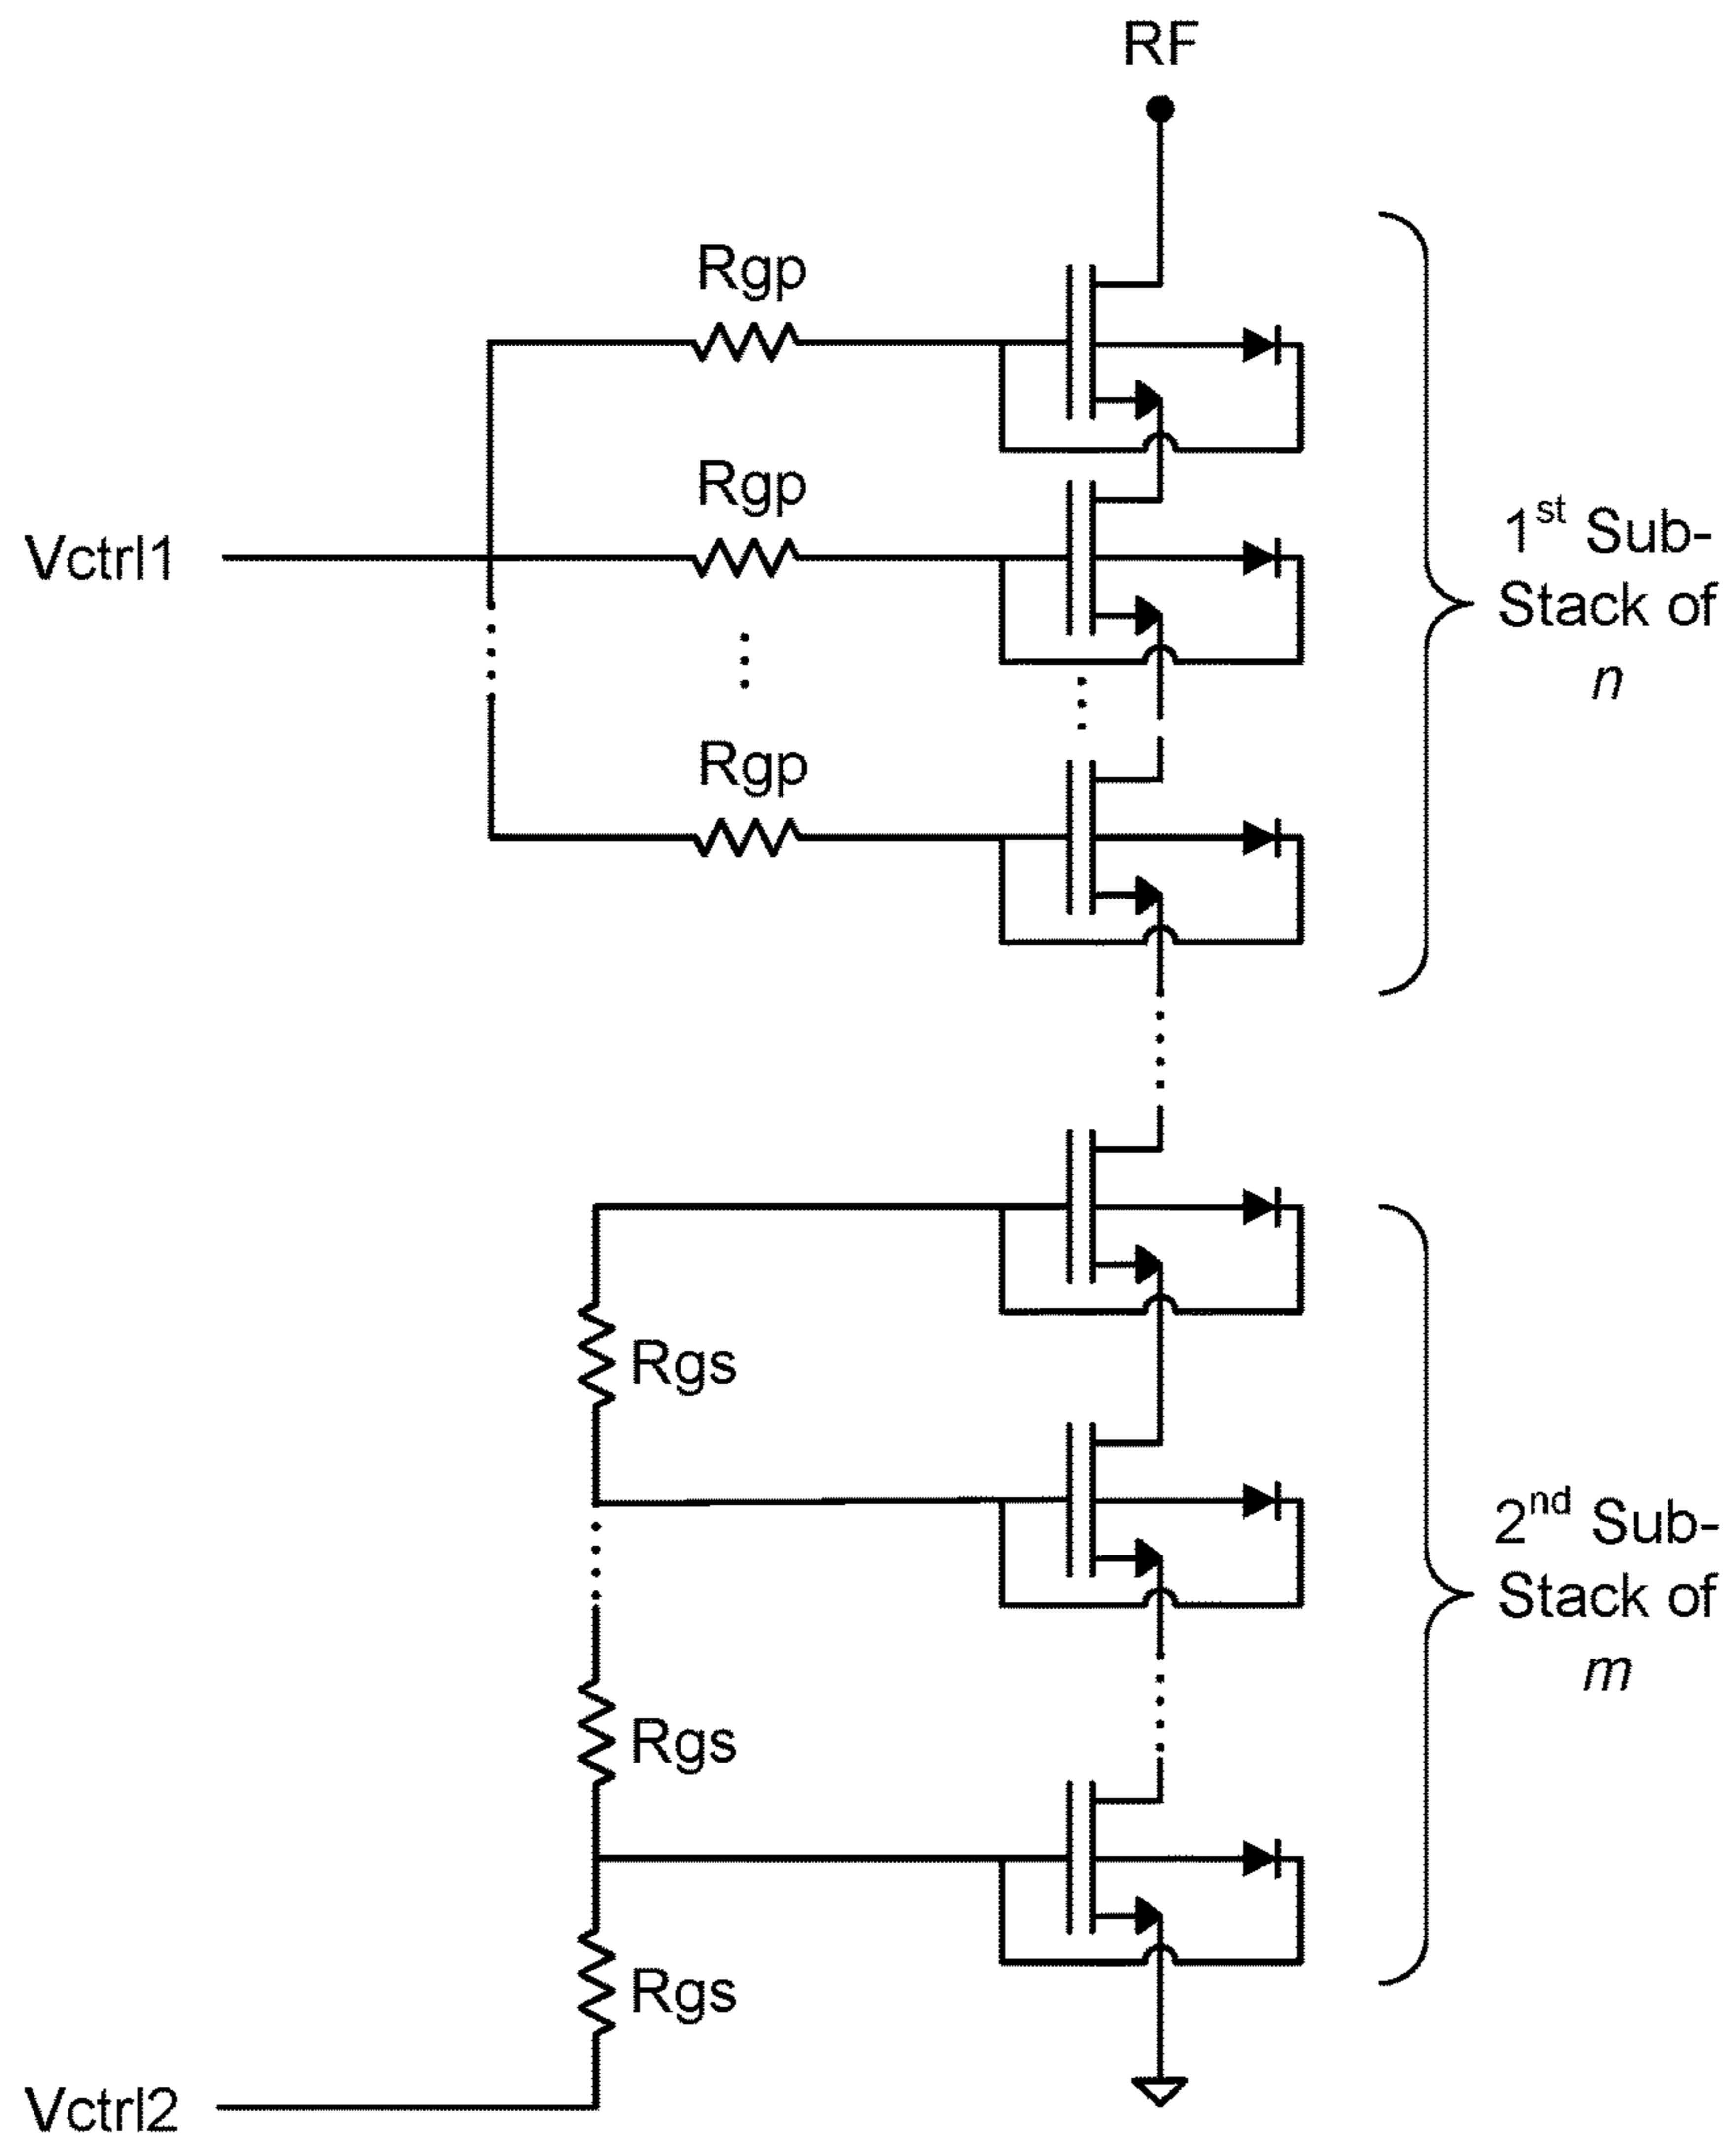 RF
Rgp
Rgp
Vctrl1
1st Sub-
Stack of
n
Rgp
Rgs
2nd Sub-
Stack of
m
Rgs
Rgs
Vctrl2